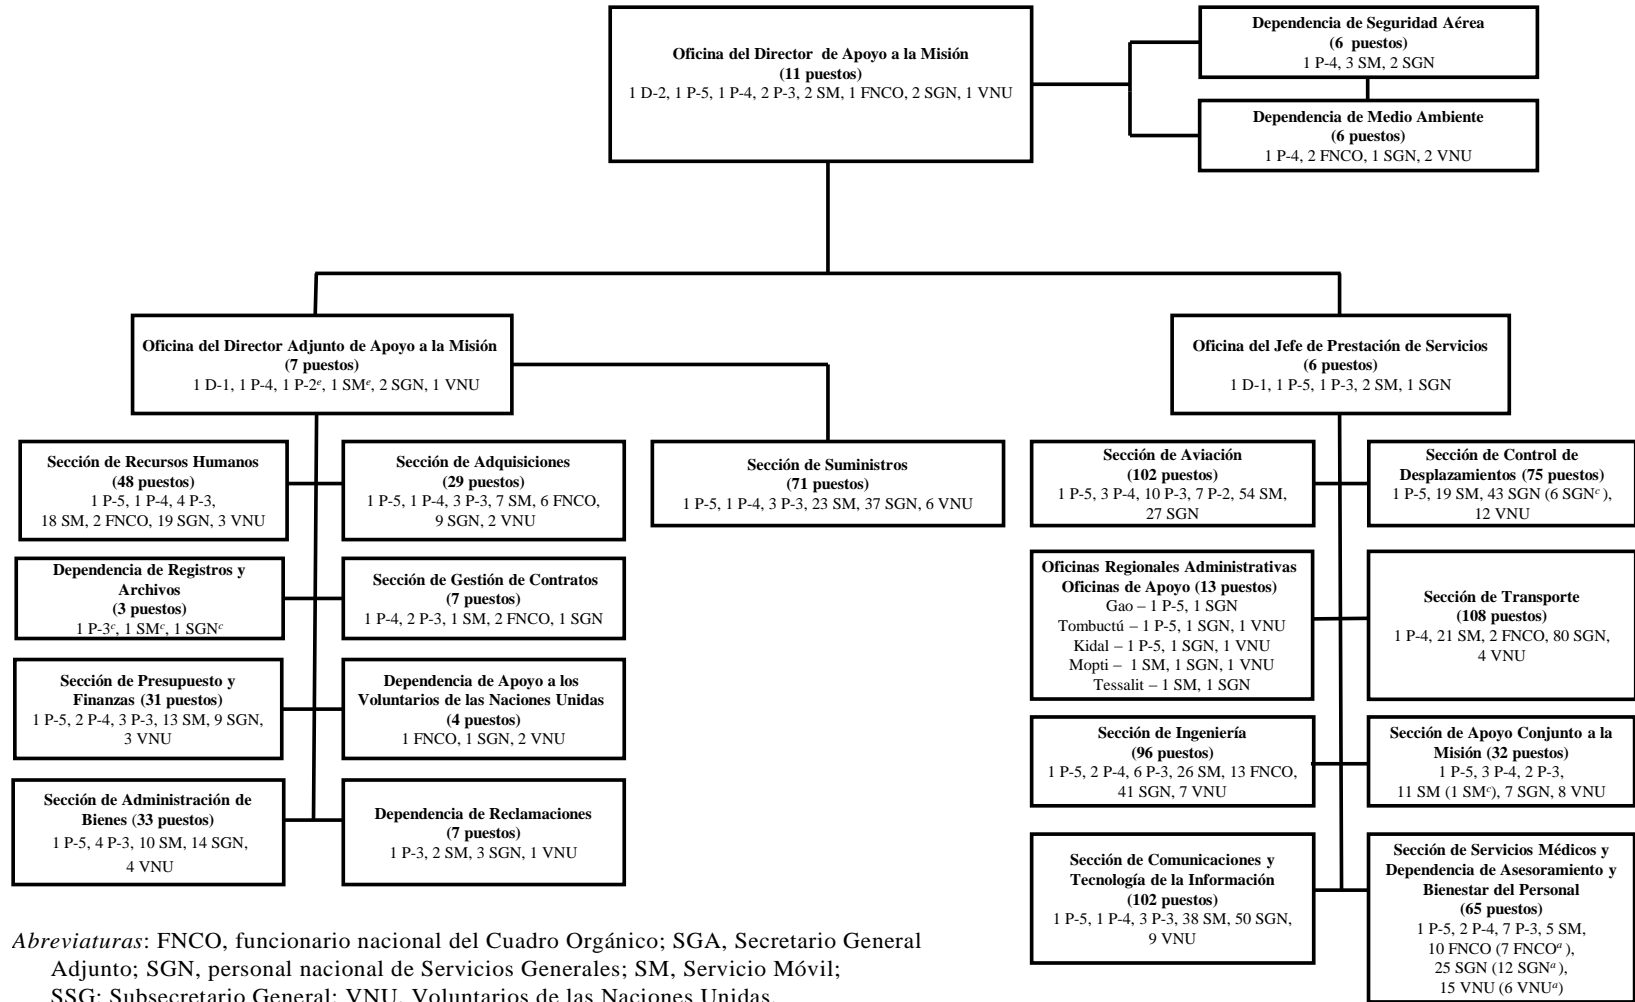 Oficina del Director de Apoyo a la Misión
(11 puestos)
1 D-2, 1 P-5, 1 P-4, 2 P-3, 2 SM, 1 FNCO, 2 SGN, 1 VNU
Dependencia de Seguridad Aérea
(6 puestos)
1 P-4, 3 SM, 2 SGN
Dependencia de Medio Ambiente
(6 puestos)
1 P-4, 2 FNCO, 1 SGN, 2 VNU
Oficina del Director Adjunto de Apoyo a la Misión
(7 puestos)
1 D-1, 1 P-4, 1 P-2e, 1 SMe, 2 SGN, 1 VNU
Oficina del Jefe de Prestación de Servicios
(6 puestos)
1 D-1, 1 P-5, 1 P-3, 2 SM, 1 SGN
Sección de Recursos Humanos
(48 puestos)
1 P-5, 1 P-4, 4 P-3,
18 SM, 2 FNCO, 19 SGN, 3 VNU
Sección de Adquisiciones
(29 puestos)
1 P-5, 1 P-4, 3 P-3, 7 SM, 6 FNCO,
9 SGN, 2 VNU
Sección de Suministros
(71 puestos)
1 P-5, 1 P-4, 3 P-3, 23 SM, 37 SGN, 6 VNU
Sección de Aviación
(102 puestos)
1 P-5, 3 P-4, 10 P-3, 7 P-2, 54 SM,
27 SGN
Sección de Control de
Desplazamientos (75 puestos)
1 P-5, 19 SM, 43 SGN (6 SGNc ),
12 VNU
Dependencia de Registros y
Archivos
(3 puestos)
1 P-3c, 1 SMc, 1 SGNc
Sección de Gestión de Contratos
(7 puestos)
1 P-4, 2 P-3, 1 SM, 2 FNCO, 1 SGN
Oficinas Regionales Administrativas
Oficinas de Apoyo (13 puestos)
Gao – 1 P-5, 1 SGN
Tombuctú – 1 P-5, 1 SGN, 1 VNU
Kidal – 1 P-5, 1 SGN, 1 VNU
Mopti – 1 SM, 1 SGN, 1 VNU
Tessalit – 1 SM, 1 SGN
Sección de Transporte
(108 puestos)
1 P-4, 21 SM, 2 FNCO, 80 SGN,
4 VNU
Sección de Presupuesto y
Finanzas (31 puestos)
1 P-5, 2 P-4, 3 P-3, 13 SM, 9 SGN,
3 VNU
Dependencia de Apoyo a los
Voluntarios de las Naciones Unidas
(4 puestos)
1 FNCO, 1 SGN, 2 VNU
Sección de Ingeniería
(96 puestos)
1 P-5, 2 P-4, 6 P-3, 26 SM, 13 FNCO,
41 SGN, 7 VNU
Sección de Apoyo Conjunto a la
Misión (32 puestos)
1 P-5, 3 P-4, 2 P-3,
11 SM (1 SMc), 7 SGN, 8 VNU
Sección de Administración de
Bienes (33 puestos)
1 P-5, 4 P-3, 10 SM, 14 SGN,
4 VNU
Dependencia de Reclamaciones
(7 puestos)
1 P-3, 2 SM, 3 SGN, 1 VNU
Sección de Comunicaciones y
Tecnología de la Información
(102 puestos)
1 P-5, 1 P-4, 3 P-3, 38 SM, 50 SGN,
9 VNU
Sección de Servicios Médicos y
Dependencia de Asesoramiento y
Bienestar del Personal
(65 puestos)
1 P-5, 2 P-4, 7 P-3, 5 SM,
10 FNCO (7 FNCOa ),
25 SGN (12 SGNa ),
15 VNU (6 VNUa)
Abreviaturas: FNCO, funcionario nacional del Cuadro Orgánico; SGA, Secretario General
Adjunto; SGN, personal nacional de Servicios Generales; SM, Servicio Móvil;
SSG: Subsecretario General; VNU, Voluntarios de las Naciones Unidas.